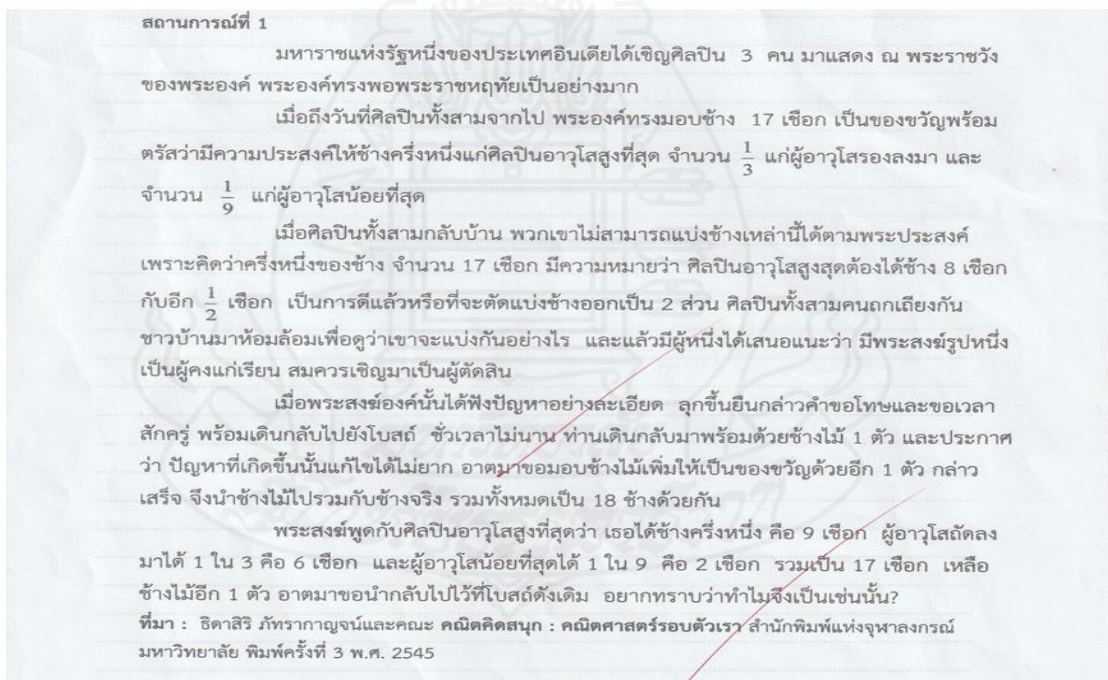 สถานการณ์ที่ 1
มหาราชแห่งรัฐหนึ่งของประเทศอินเดียได้เชิญศิลปิน 3 คน มาแสดง ณ พระราชวัง
ของพระองค์ พระองค์ทรงพอพระราชหฤทัยเป็นอย่างมาก
เมื่อถึงวันที่ศิลปินทั้งสามจากไป พระองค์ทรงมอบช้าง 17 เชือก เป็นของขวัญพร้อม
ตรัสว่ามีความประสงค์ให้ช้างครึ่งหนึ่งแก่ศิลปินอาวุโสสูงที่สุด จำนวน 1/3 แก่ผู้อาวุโสรองลงมา และ
จำนวน 1/9 แก่ผู้อาวุโสน้อยที่สุด
เมื่อศิลปินทั้งสามกลับบ้าน พวกเขาไม่สามารถแบ่งช้างเหล่านี้ได้ตามพระประสงค์
เพราะคิดว่าครึ่งหนึ่งของช้าง จำนวน 17 เชือก มีความหมายว่า ศิลปินอาวุโสสูงสุดต้องได้ช้าง 8 เชือก
กับอีก 1/2 เชือก เป็นการดีแล้วหรือที่จะตัดแบ่งช้างออกเป็น 2 ส่วน ศิลปินทั้งสามคนถกเถียงกัน
ชาวบ้านมาห้อมล้อมเพื่อดูว่าเขาจะแบ่งกันอย่างไร และแล้วมีผู้หนึ่งได้เสนอแนะว่า มีพระสงฆ์รูปหนึ่ง
เป็นผู้คงแก่เรียน สมควรเชิญมาเป็นผู้ตัดสิน
เมื่อพระสงฆ์องค์นั้นได้ฟังปัญหาอย่างละเอียด ลุกขึ้นยืนกล่าวคำขอโทษและขอเวลา
สักครู่ พร้อมเดินกลับไปยังโบสถ์ ชั่วเวลาไม่นาน ท่านเดินกลับมาพร้อมด้วยช้างไม้ 1 ตัว และประกาศ
ว่า ปัญหาที่เกิดขึ้นนั้นแก้ไขได้ไม่ยาก อาตมาขอมอบช้างไม้เพิ่มให้เป็นของขวัญด้วยอีก 1 ตัว กล่าว
เสร็จ จึงนำช้างไม้ไปรวมกับช้างจริง รวมทั้งหมดเป็น 18 ช้างด้วยกัน
พระสงฆ์พูดกับศิลปินอาวุโสสูงที่สุดว่า เธอได้ช้างครึ่งหนึ่ง คือ 9 เชือก ผู้อาวุโสถัดลง
มาได้ 1 ใน 3 คือ 6 เชือก และผู้อาวุโสน้อยที่สุดได้ 1 ใน 9 คือ 2 เชือก รวมเป็น 17 เชือก เหลือ
ช้างไม้อีก 1 ตัว อาตมาขอนำกลับไปไว้ที่โบสถ์ดังเดิม อยากทราบว่าทำไมจึงเป็นเช่นนั้น?
ที่มา : ธิดาสิริ ภัทรากาญจน์และคณะ คณิตคิดสนุก : คณิตศาสตร์รอบตัวเรา สำนักพิมพ์แห่งจุฬาลงกรณ์
มหาวิทยาลัย พิมพ์ครั้งที่ 3 พ.ศ. 2545